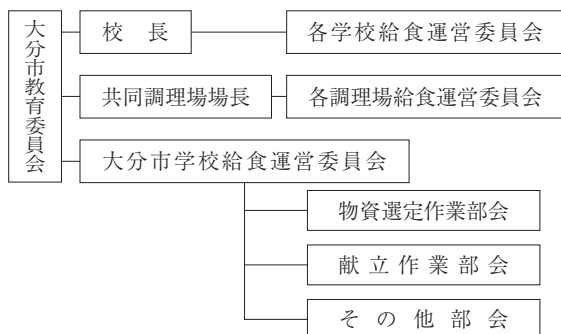 大分市教育委員会
校長
各学校給食運営委員会
共同調理場場長
各調理場給食運営委員会
大分市学校給食運営委員会
物資選定作業部会
献立作業部会
その他部会